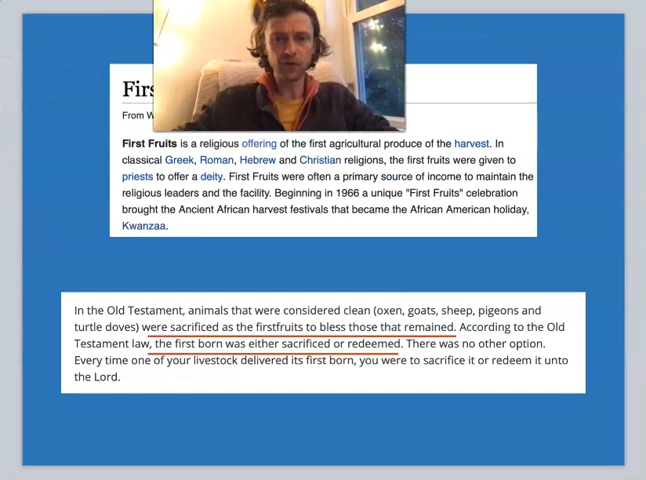 Firs
From W
First Fruits is a religious offering of the first agricultural produce of the harvest. In
classical Greek, Roman, Hebrew and Christian religions, the first fruits were given to
priests to offer a deity. First Fruits were often a primary source of income to maintain the
religious leaders and the facility. Beginning in 1966 a unique "First Fruits" celebration
brought the Ancient African harvest festivals that became the African American holiday,
Kwanzaa.
In the Old Testament, animals that were considered clean (oxen, goats, sheep, pigeons and
turtle doves) were sacrificed as the firstfruits to bless those that remained. According to the Old
Testament law, the first born was either sacrificed or redeemed. There was no other option.
Every time one of your livestock delivered its first born, you were to sacrifice it or redeem it unto
the Lord.